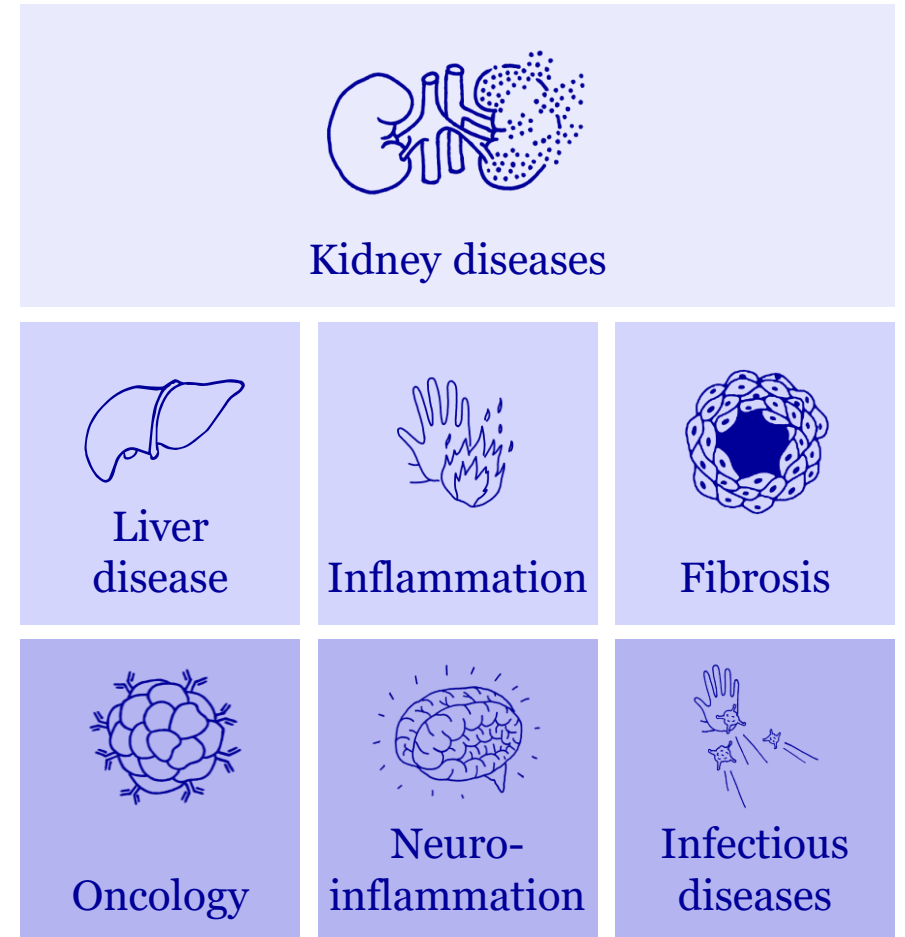 Kidney diseases
Liver
disease
Inflammation
Fibrosis
Oncology
Neuro-
inflammation
Infectious
diseases